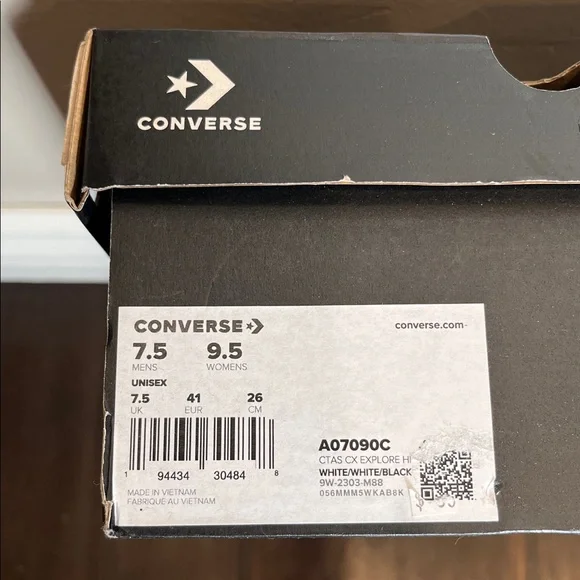 CONVERSE
CONVERSE
converse.com
7.5 9.5
MENS WOMENS
UNISEX
7.5 41 26
UK EUR CM
1 94434 30484 8
A07090C
CTAS CX EXPLORE HI
WHITE/WHITE/BLACK
9W-2303-M88
056MMM5WKAB8K
MADE IN VIETNAM
FABRIQUE AU VIETNAM